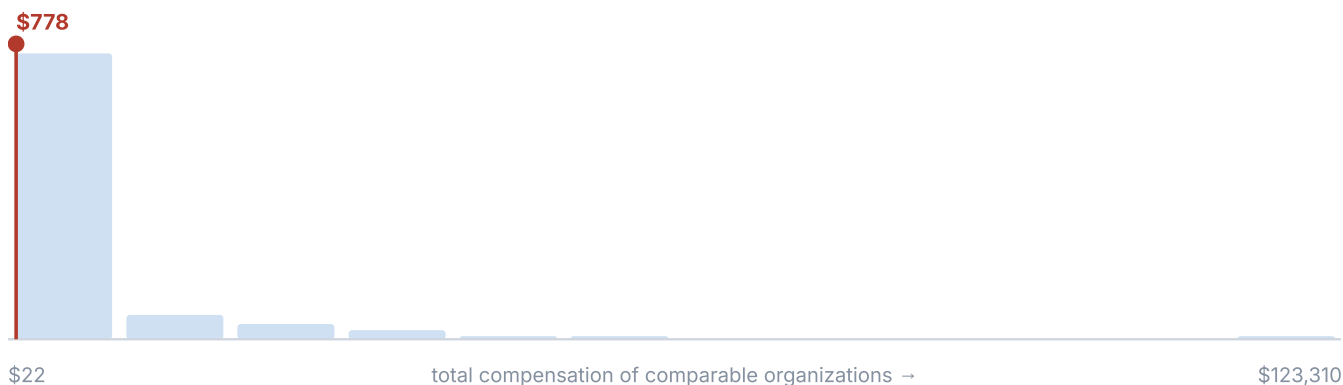 $778
$22 total compensation of comparable organizations → $123,310